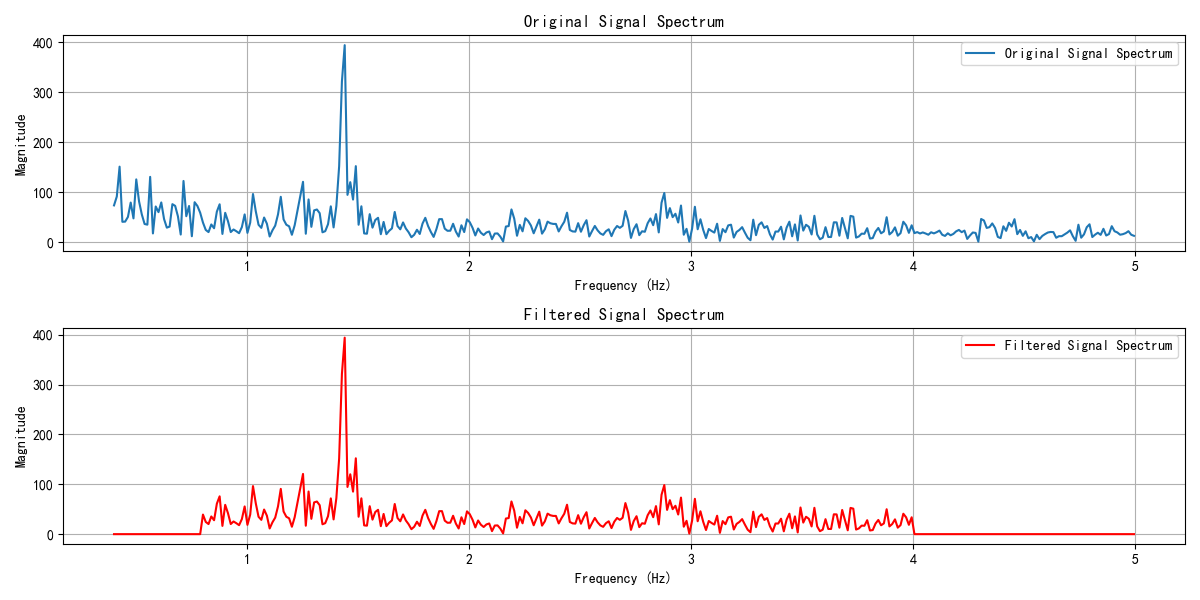 Original Signal Spectrum
400
300
200
100
0
Magnitude
Original Signal Spectrum
1
2
3
4
5
Frequency (Hz)
Filtered Signal Spectrum
400
300
200
100
0
Magnitude
Filtered Signal Spectrum
1
2
3
4
5
Frequency (Hz)